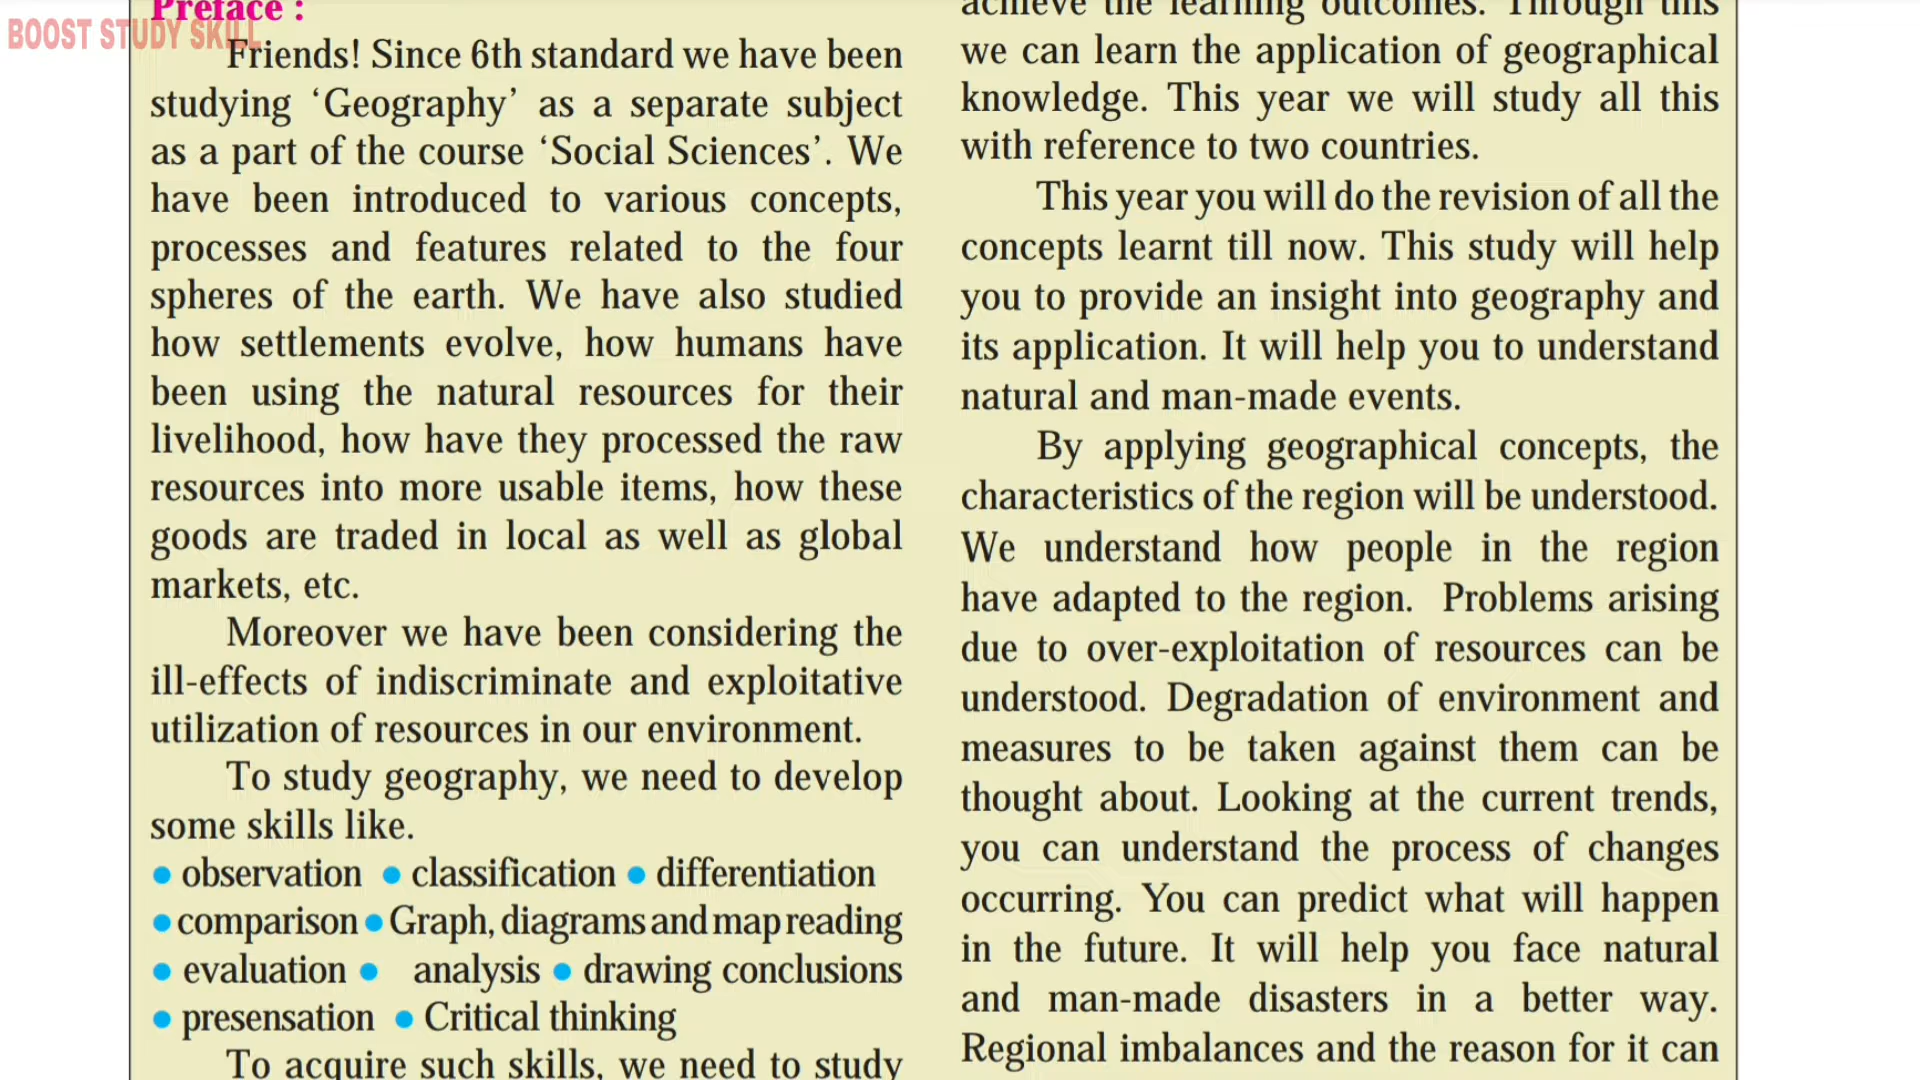 Preface :
BOOST STUDY SKILL
Friends! Since 6th standard we have been
studying ‘Geography’ as a separate subject
as a part of the course ‘Social Sciences’. We
have been introduced to various concepts,
processes and features related to the four
spheres of the earth. We have also studied
how settlements evolve, how humans have
been using the natural resources for their
livelihood, how have they processed the raw
resources into more usable items, how these
goods are traded in local as well as global
markets, etc.
Moreover we have been considering the
ill-effects of indiscriminate and exploitative
utilization of resources in our environment.
To study geography, we need to develop
some skills like.
• observation • classification • differentiation
• comparison • Graph, diagrams and map reading
• evaluation • analysis • drawing conclusions
• presensation • Critical thinking
To acquire such skills, we need to study
achieve the learning outcomes. Through this
we can learn the application of geographical
knowledge. This year we will study all this
with reference to two countries.
This year you will do the revision of all the
concepts learnt till now. This study will help
you to provide an insight into geography and
its application. It will help you to understand
natural and man-made events.
By applying geographical concepts, the
characteristics of the region will be understood.
We understand how people in the region
have adapted to the region. Problems arising
due to over-exploitation of resources can be
understood. Degradation of environment and
measures to be taken against them can be
thought about. Looking at the current trends,
you can understand the process of changes
occurring. You can predict what will happen
in the future. It will help you face natural
and man-made disasters in a better way.
Regional imbalances and the reason for it can